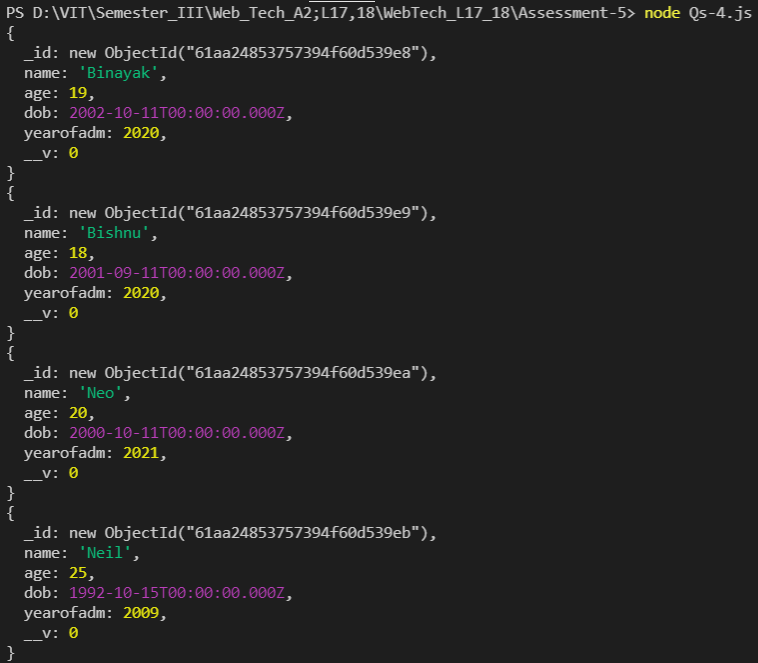 PS D:\VIT\Semester_III\Web_Tech_A2;L17,18\WebTech_L17_18\Assessment-5> node Qs-4.js
{
  _id: new ObjectId("61aa24853757394f60d539e8"),
  name: 'Binayak',
  age: 19,
  dob: 2002-10-11T00:00:00.000Z,
  yearofadm: 2020,
  __v: 0
}
{
  _id: new ObjectId("61aa24853757394f60d539e9"),
  name: 'Bishnu',
  age: 18,
  dob: 2001-09-11T00:00:00.000Z,
  yearofadm: 2020,
  __v: 0
}
{
  _id: new ObjectId("61aa24853757394f60d539ea"),
  name: 'Neo',
  age: 20,
  dob: 2000-10-11T00:00:00.000Z,
  yearofadm: 2021,
  __v: 0
}
{
  _id: new ObjectId("61aa24853757394f60d539eb"),
  name: 'Neil',
  age: 25,
  dob: 1992-10-15T00:00:00.000Z,
  yearofadm: 2009,
  __v: 0
}